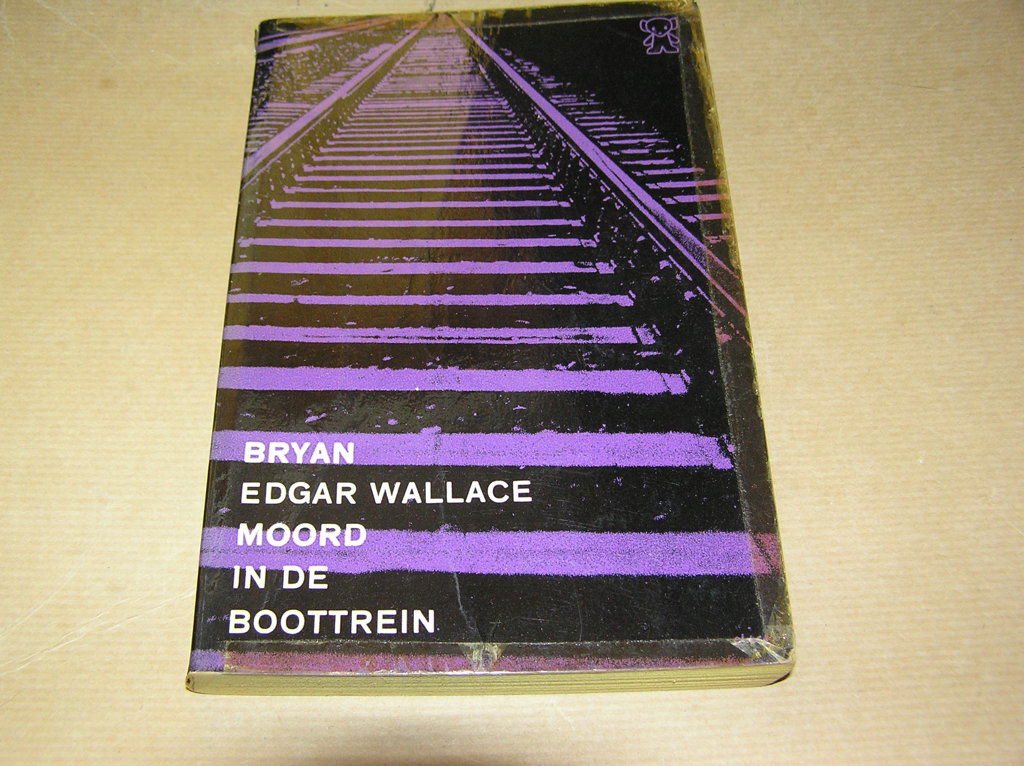 BRYAN
EDGAR WALLACE
MOORD
IN DE
BOOTTREIN